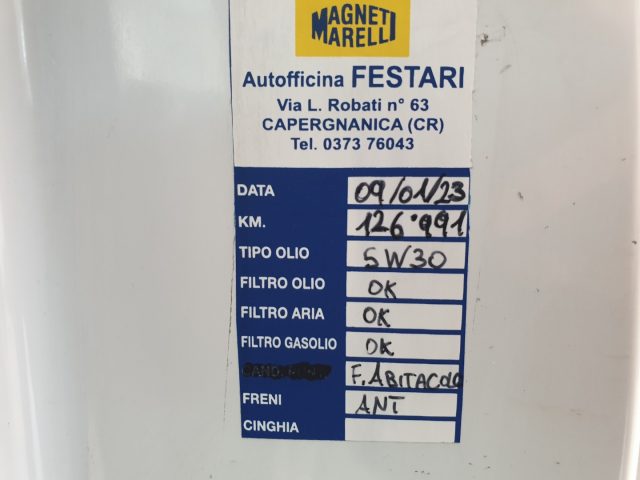 MAGNETI
MARELLI
Autofficina FESTARI
Via L. Robati n° 63
CAPERGNANICA (CR)
Tel. 0373 76043
DATA 09/01/23
KM. 126.991
TIPO OLIO 5W30
FILTRO OLIO OK
FILTRO ARIA OK
FILTRO GASOLIO OK
F. ABITACOLO
FRENI ANT
CINGHIA